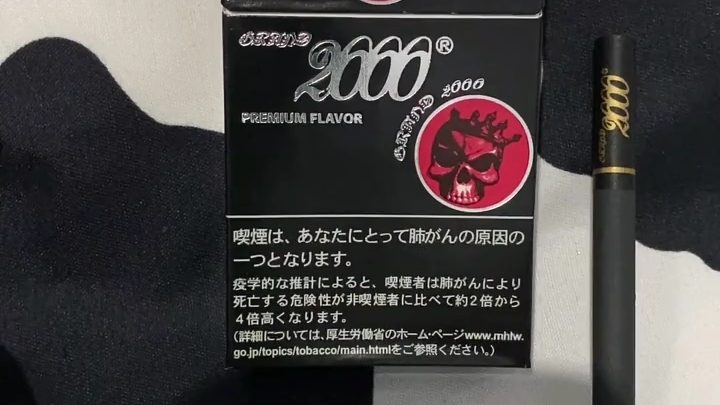 GRAND
2000®
PREMIUM FLAVOR
GRAND 2000
喫煙は、あなたにとって肺がんの原因の
一つとなります。
疫学的な推計によると、喫煙者は肺がんにより
死亡する危険性が非喫煙者に比べて約2倍から
4倍高くなります。
(詳細については、厚生労働省のホーム・ページwww.mhlw.
go.jp/topics/tobacco/main.htmlをご参照ください。)
2000